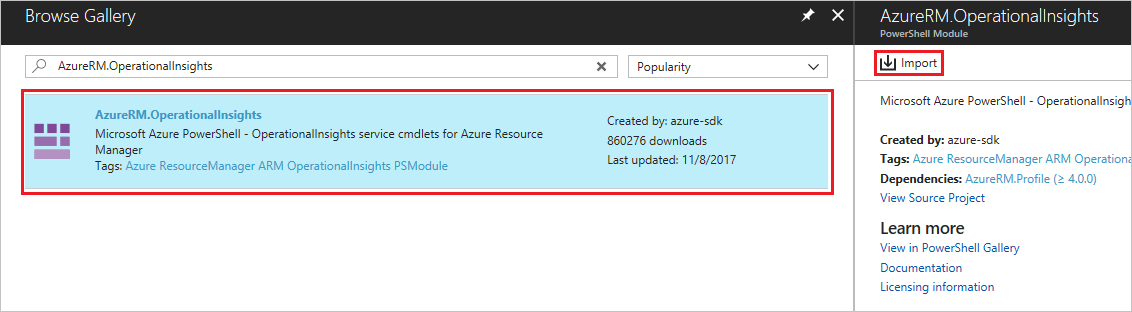 Browse Gallery
AzureRM.OperationalInsights
Popularity
AzureRM.OperationalInsights
Microsoft Azure PowerShell - OperationalInsights service cmdlets for Azure Resource
Manager
Tags: Azure ResourceManager ARM OperationalInsights PSModule
Created by: azure-sdk
860276 downloads
Last updated: 11/8/2017
AzureRM.OperationalInsights
PowerShell Module
Import
Microsoft Azure PowerShell - OperationalInsigh
Created by: azure-sdk
Tags: Azure ResourceManager ARM Operationa
Dependencies: AzureRM.Profile (≥ 4.0.0)
View Source Project
Learn more
View in PowerShell Gallery
Documentation
Licensing information